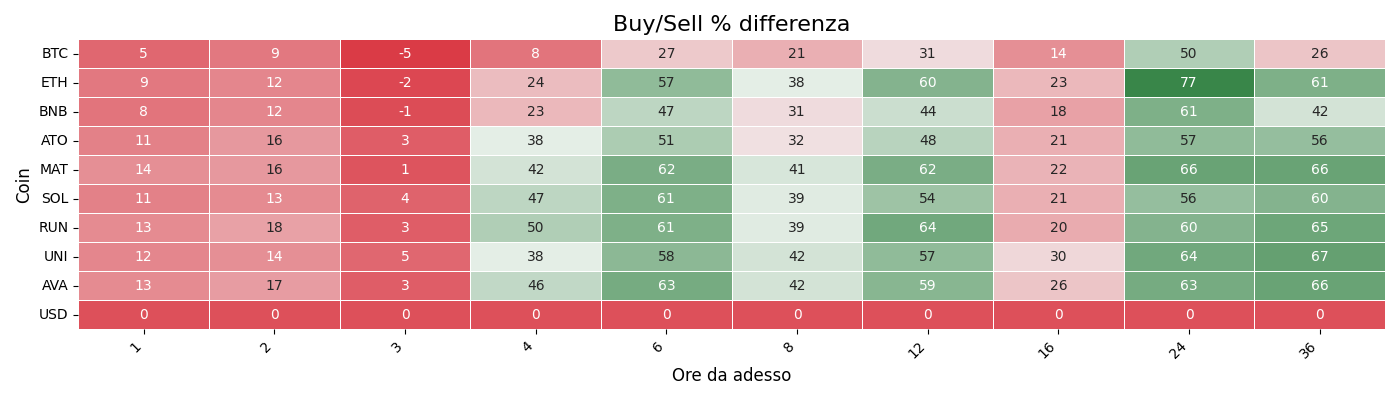 Buy/Sell % differenza
BTC 5 9 -5 8 27 21 31 14 50 26
ETH 9 12 -2 24 57 38 60 23 77 61
BNB 8 12 -1 23 47 31 44 18 61 42
ATO 11 16 3 38 51 32 48 21 57 56
MAT 14 16 1 42 62 41 62 22 66 66
SOL 11 13 4 47 61 39 54 21 56 60
RUN 13 18 3 50 61 39 64 20 60 65
UNI 12 14 5 38 58 42 57 30 64 67
AVA 13 17 3 46 63 42 59 26 63 66
USD 0 0 0 0 0 0 0 0 0 0
Coin
1 2 3 4 6 8 12 16 24 36
Ore da adesso